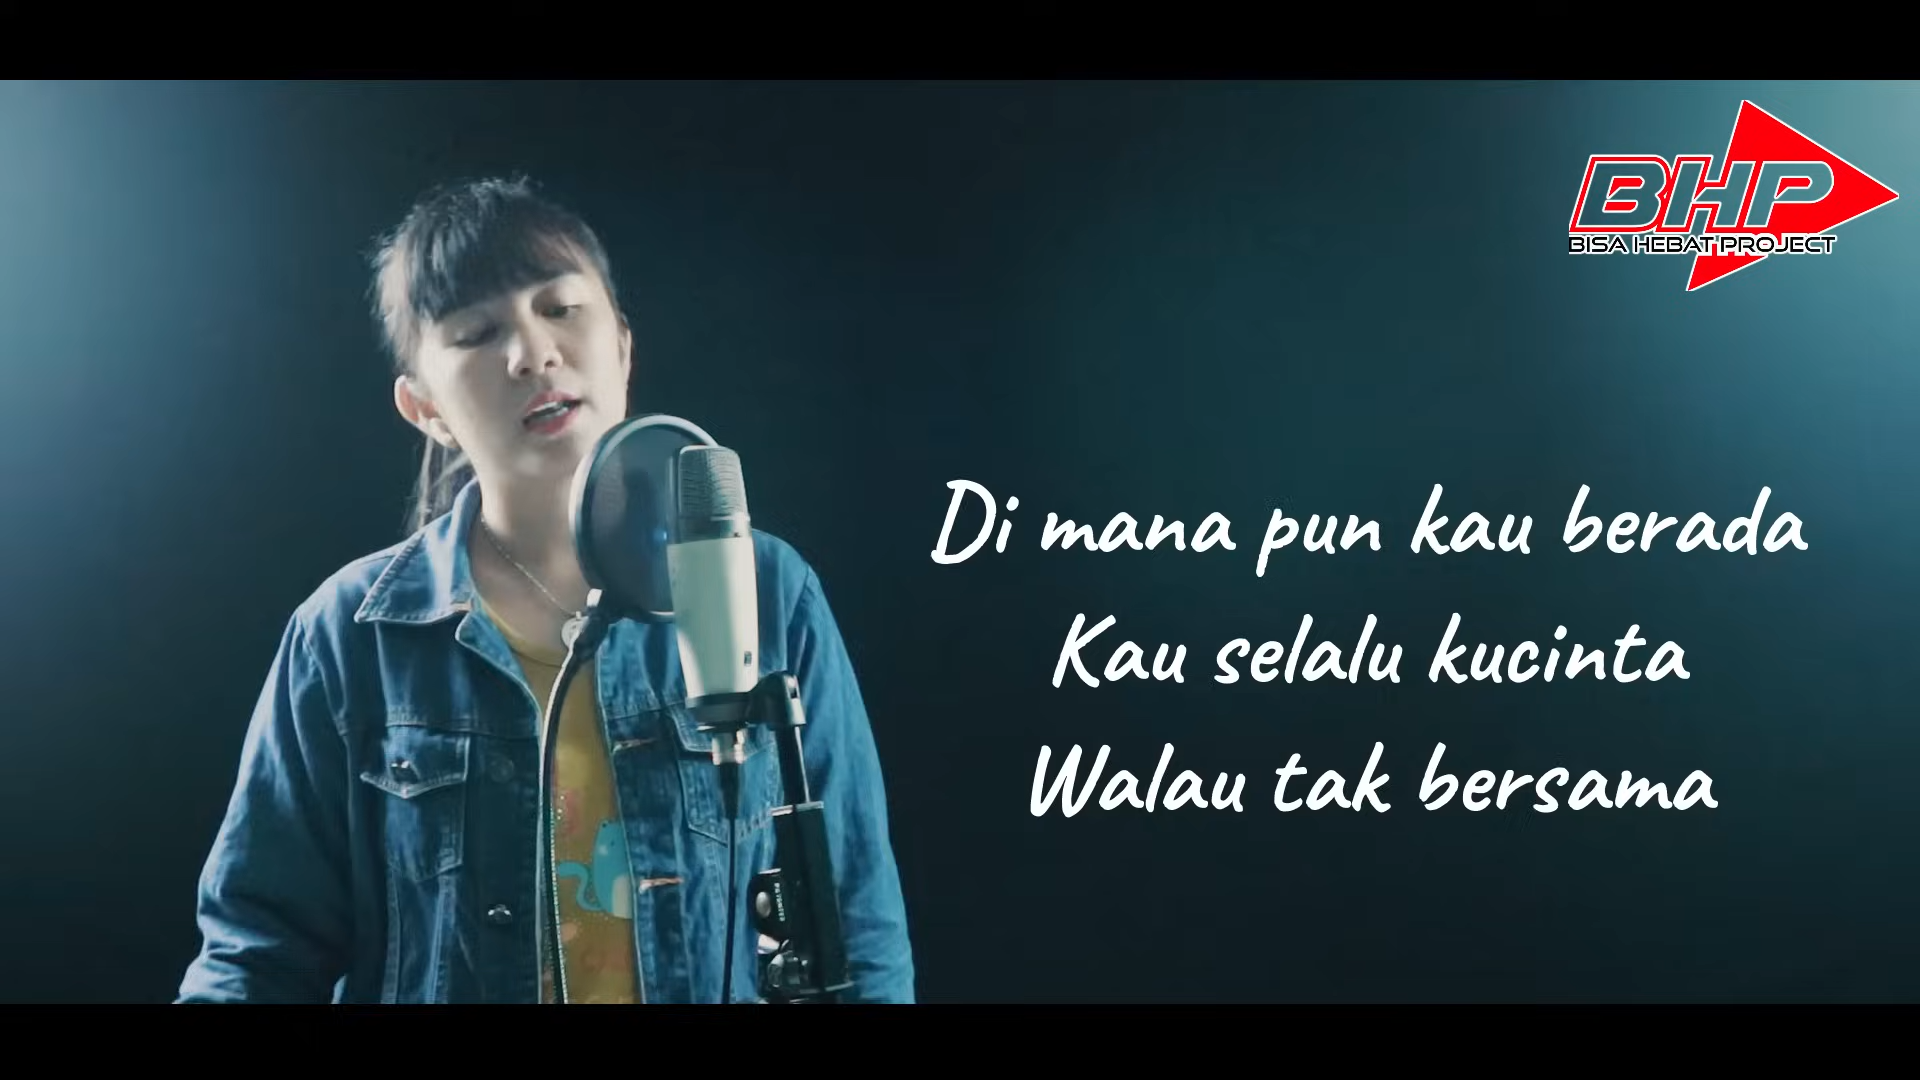 BHP
BISA HEBAT PROJECT
Di mana pun kau berada
Kau selalu kucinta
Walau tak bersama